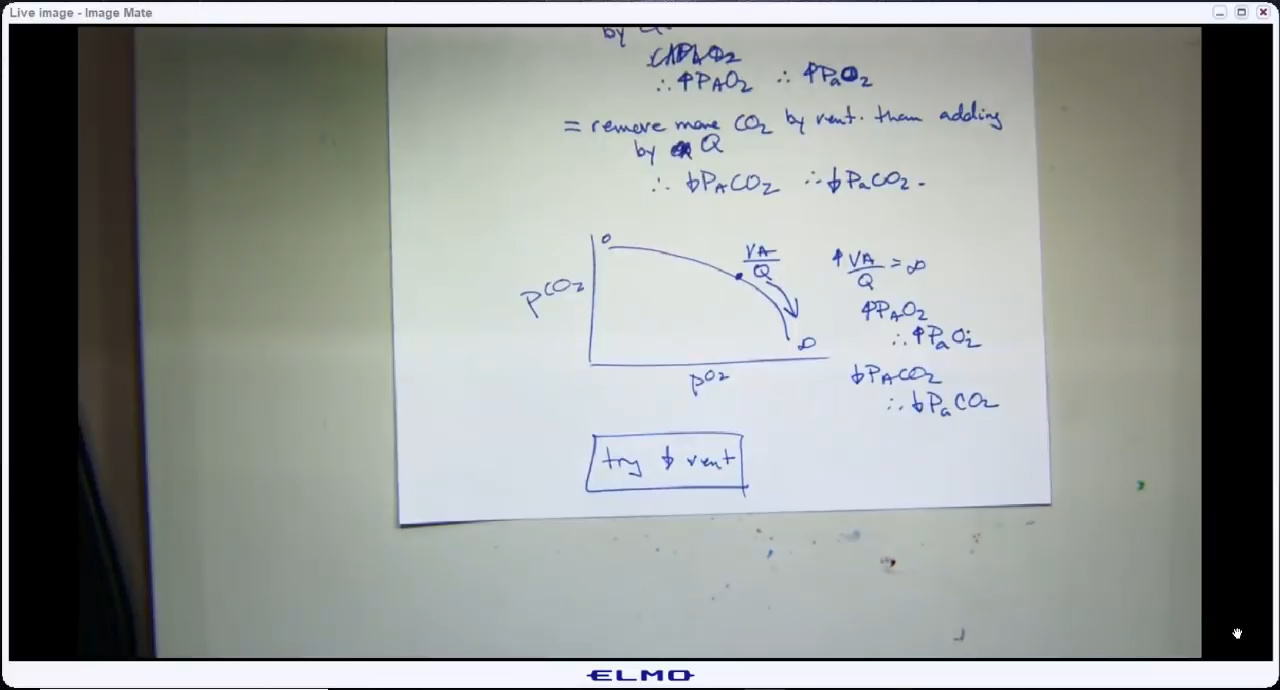 Live image - Image Mate
by Q
∴ ↑PAO2 ∴ ↑PaO2
= remove more CO2 by vent. than adding
by Q
∴ ↓PACO2 ∴ ↓PaCO2.
0
VA/Q
↑ VA/Q = ∞
PCO2
↑PAO2
∴ ↑PaO2
∞
PO2
↓PACO2
∴ ↓PaCO2
try ↓ vent
ELMO